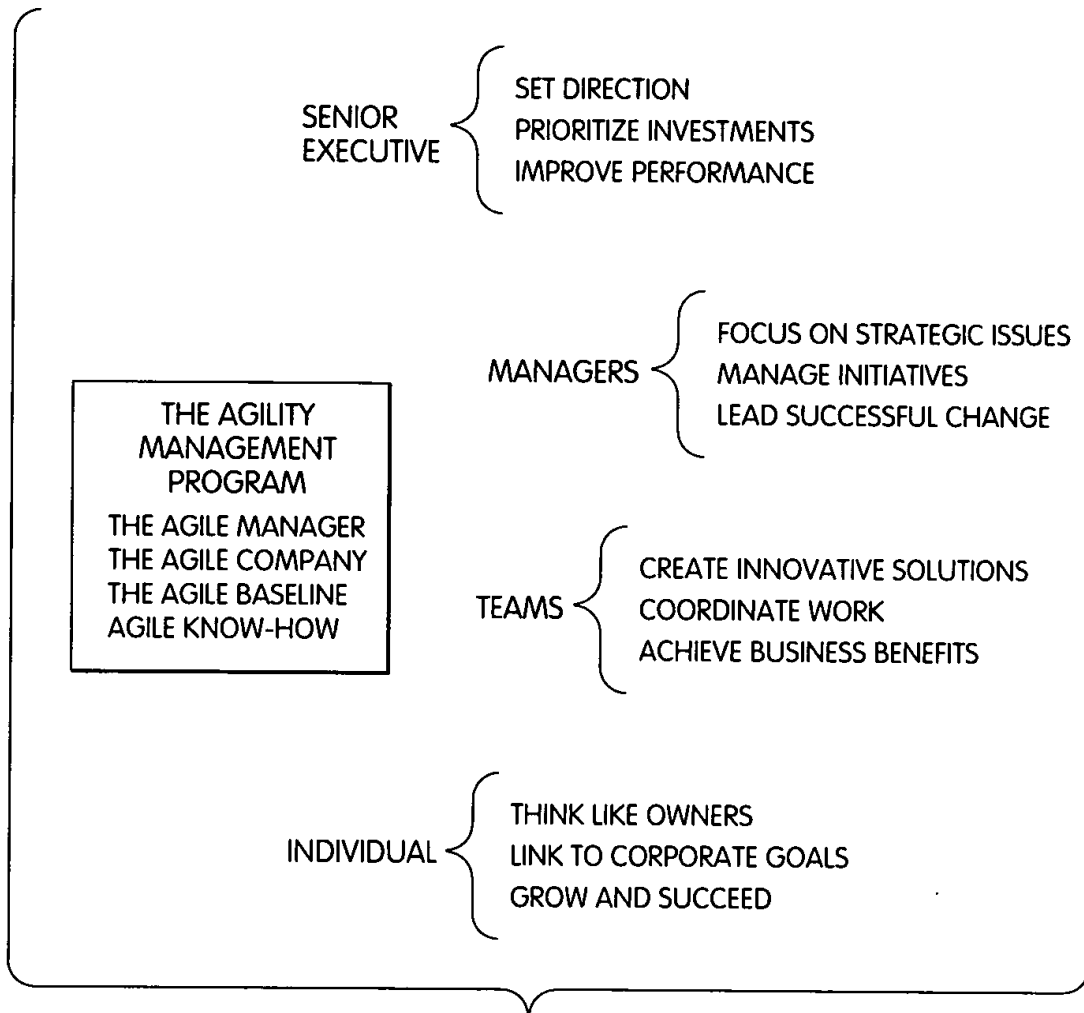 SENIOR
EXECUTIVE
SET DIRECTION
PRIORITIZE INVESTMENTS
IMPROVE PERFORMANCE
MANAGERS
FOCUS ON STRATEGIC ISSUES
MANAGE INITIATIVES
LEAD SUCCESSFUL CHANGE
THE AGILITY
MANAGEMENT
PROGRAM
THE AGILE MANAGER
THE AGILE COMPANY
THE AGILE BASELINE
AGILE KNOW-HOW
TEAMS
CREATE INNOVATIVE SOLUTIONS
COORDINATE WORK
ACHIEVE BUSINESS BENEFITS
INDIVIDUAL
THINK LIKE OWNERS
LINK TO CORPORATE GOALS
GROW AND SUCCEED